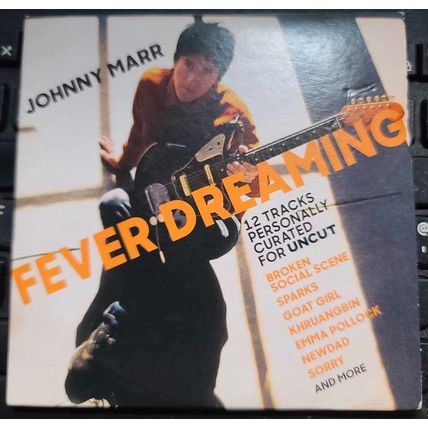 JOHNNY MARR
FEVER DREAMING
12 TRACKS
PERSONALLY
CURATED
FOR UNCUT
BROKEN
SOCIAL SCENE
SPARKS
GOAT GIRL
KHRUANGBIN
EMMA POLLOCK
NEWDAD
SORRY
AND MORE